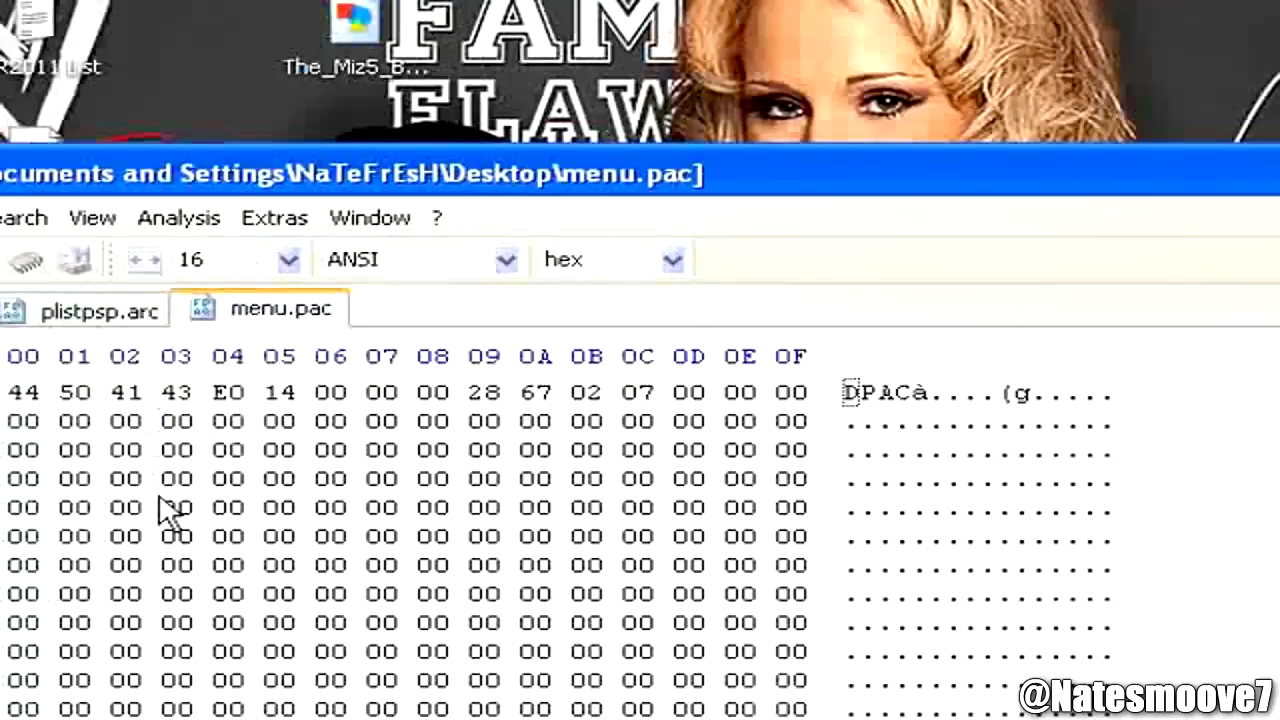 FAM
R2011 List
The_Miz5_B...
FLAW
ocuments and Settings\NaTeFrEsH\Desktop\menu.pac]
earch View Analysis Extras Window ?
16 ANSI hex
plistpsp.arc menu.pac
00 01 02 03 04 05 06 07 08 09 0A 0B 0C 0D 0E 0F
44 50 41 43 E0 14 00 00 00 28 67 02 07 00 00 00 DPACà....(g.....
00 00 00 00 00 00 00 00 00 00 00 00 00 00 00 00 ................
00 00 00 00 00 00 00 00 00 00 00 00 00 00 00 00 ................
00 00 00 00 00 00 00 00 00 00 00 00 00 00 00 00 ................
00 00 00 00 00 00 00 00 00 00 00 00 00 00 00 00 ................
00 00 00 00 00 00 00 00 00 00 00 00 00 00 00 00 ................
00 00 00 00 00 00 00 00 00 00 00 00 00 00 00 00 ................
00 00 00 00 00 00 00 00 00 00 00 00 00 00 00 00 ................
00 00 00 00 00 00 00 00 00 00 00 00 00 00 00 00 ................
00 00 00 00 00 00 00 00 00 00 00 00 00 00 00 00 ................
00 00 00 00 00 00 00 00 00 00 00 00 00 00 00 00 ..........
00 00 00 00 00 00 00 00 00 00 00 00 00 00 00 00 ..........
@Natesmoove7